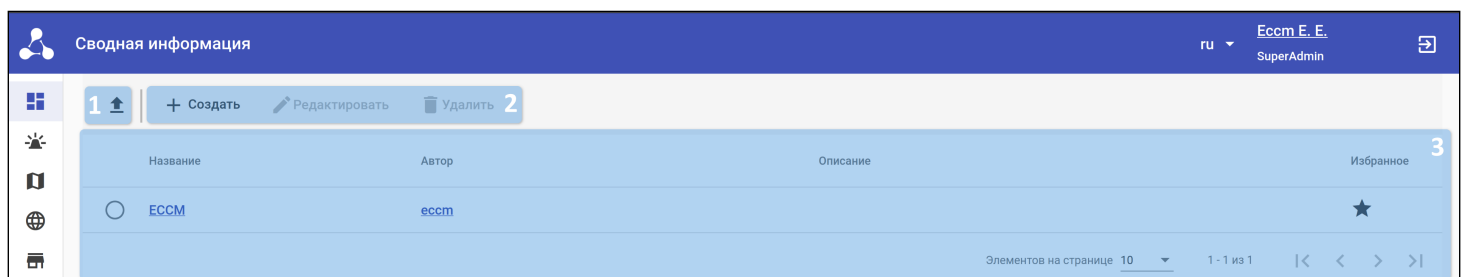 Сводная информация
ru
Eccm E. E.
SuperAdmin
1
+ Создать Редактировать Удалить 2
3
Название Автор Описание Избранное
ECCM eccm
Элементов на странице 10 1 - 1 из 1